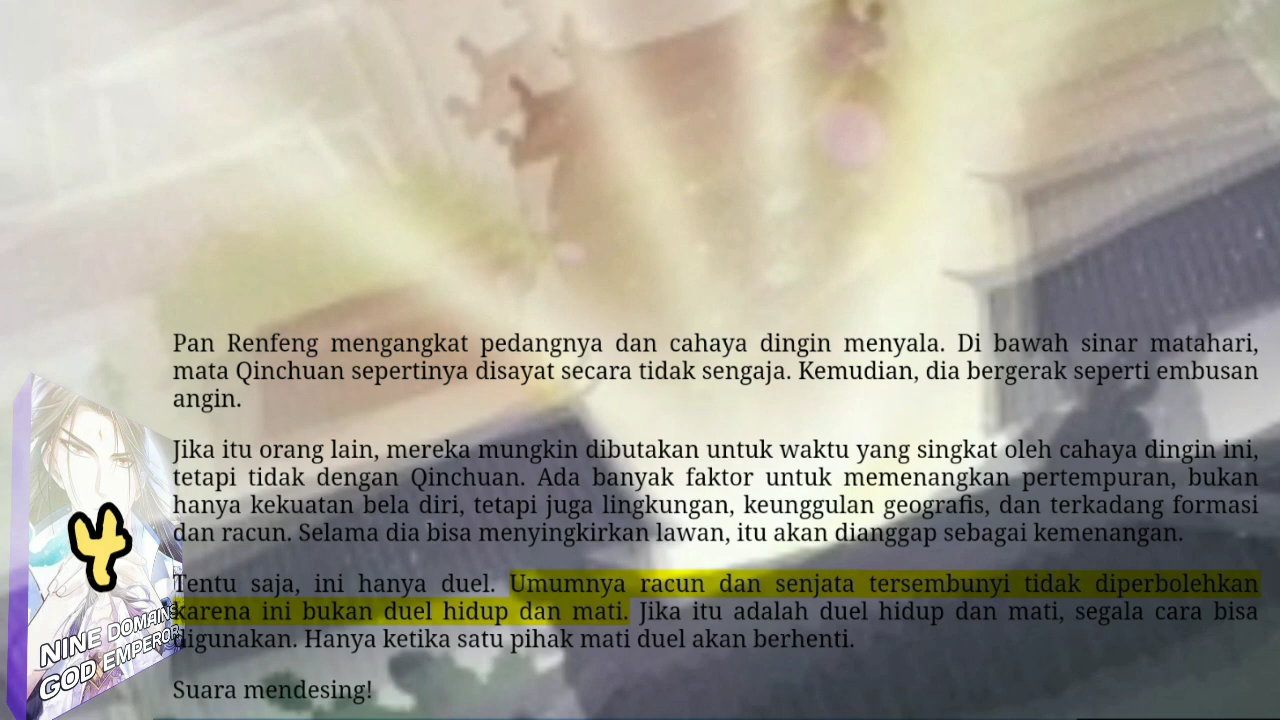 Pan Renfeng mengangkat pedangnya dan cahaya dingin menyala. Di bawah sinar matahari,
mata Qinchuan sepertinya disayat secara tidak sengaja. Kemudian, dia bergerak seperti embusan
angin.
Jika itu orang lain, mereka mungkin dibutakan untuk waktu yang singkat oleh cahaya dingin ini,
tetapi tidak dengan Qinchuan. Ada banyak faktor untuk memenangkan pertempuran, bukan
hanya kekuatan bela diri, tetapi juga lingkungan, keunggulan geografis, dan terkadang formasi
dan racun. Selama dia bisa menyingkirkan lawan, itu akan dianggap sebagai kemenangan.
Tentu saja, ini hanya duel. Umumnya racun dan senjata tersembunyi tidak diperbolehkan
karena ini bukan duel hidup dan mati. Jika itu adalah duel hidup dan mati, segala cara bisa
digunakan. Hanya ketika satu pihak mati duel akan berhenti.
Suara mendesing!
4
NINE DOMAINS
GOD EMPEROR